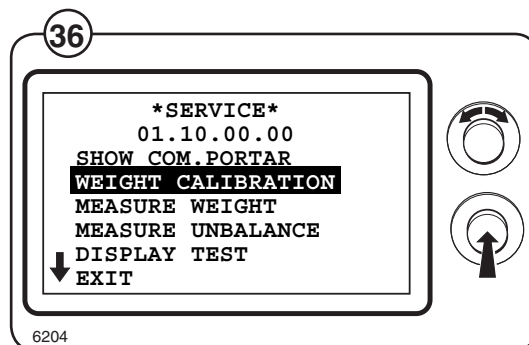 36
*SERVICE*
01.10.00.00
SHOW COM.PORTAR
WEIGHT CALIBRATION
MEASURE WEIGHT
MEASURE UNBALANCE
DISPLAY TEST
EXIT
6204